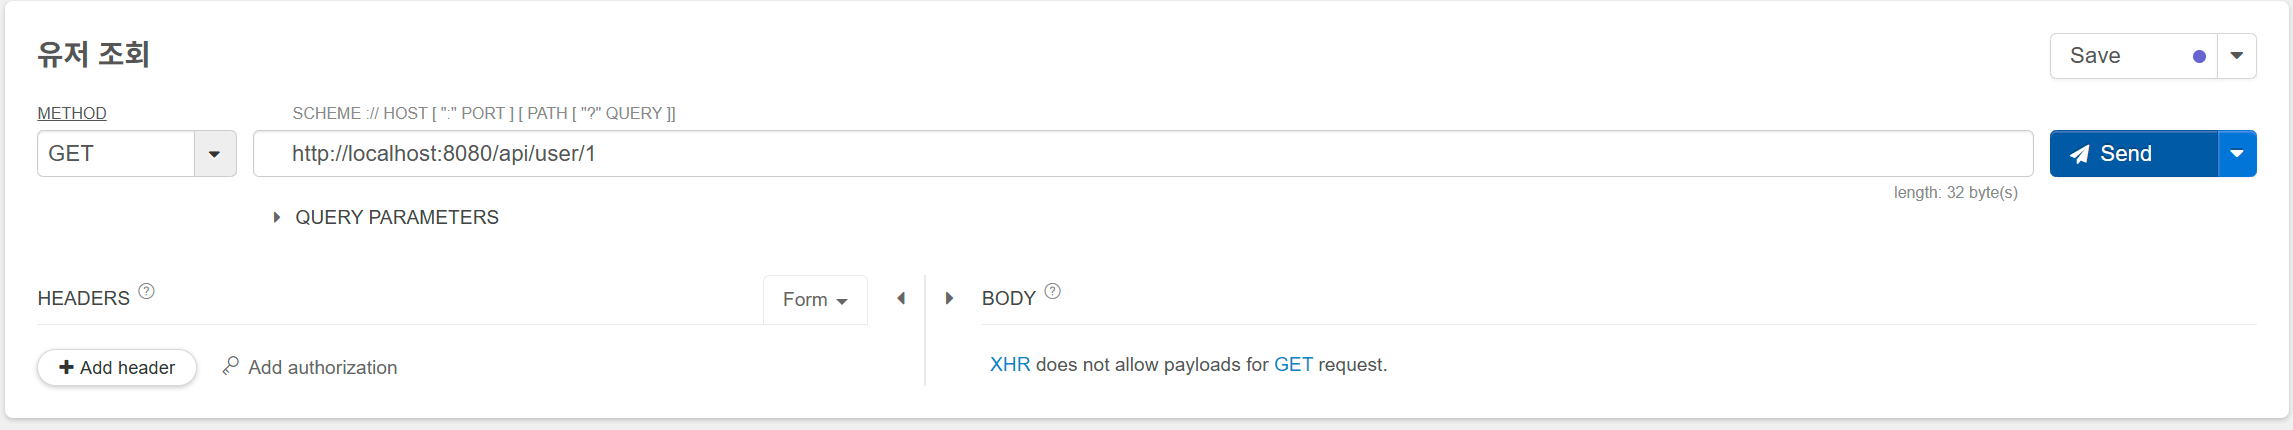 유저 조회
Save
METHOD
SCHEME :// HOST [ ":" PORT ] [ PATH [ "?" QUERY ]]
GET
http://localhost:8080/api/user/1
Send
length: 32 byte(s)
QUERY PARAMETERS
HEADERS ?
Form
BODY ?
+ Add header
Add authorization
XHR does not allow payloads for GET request.